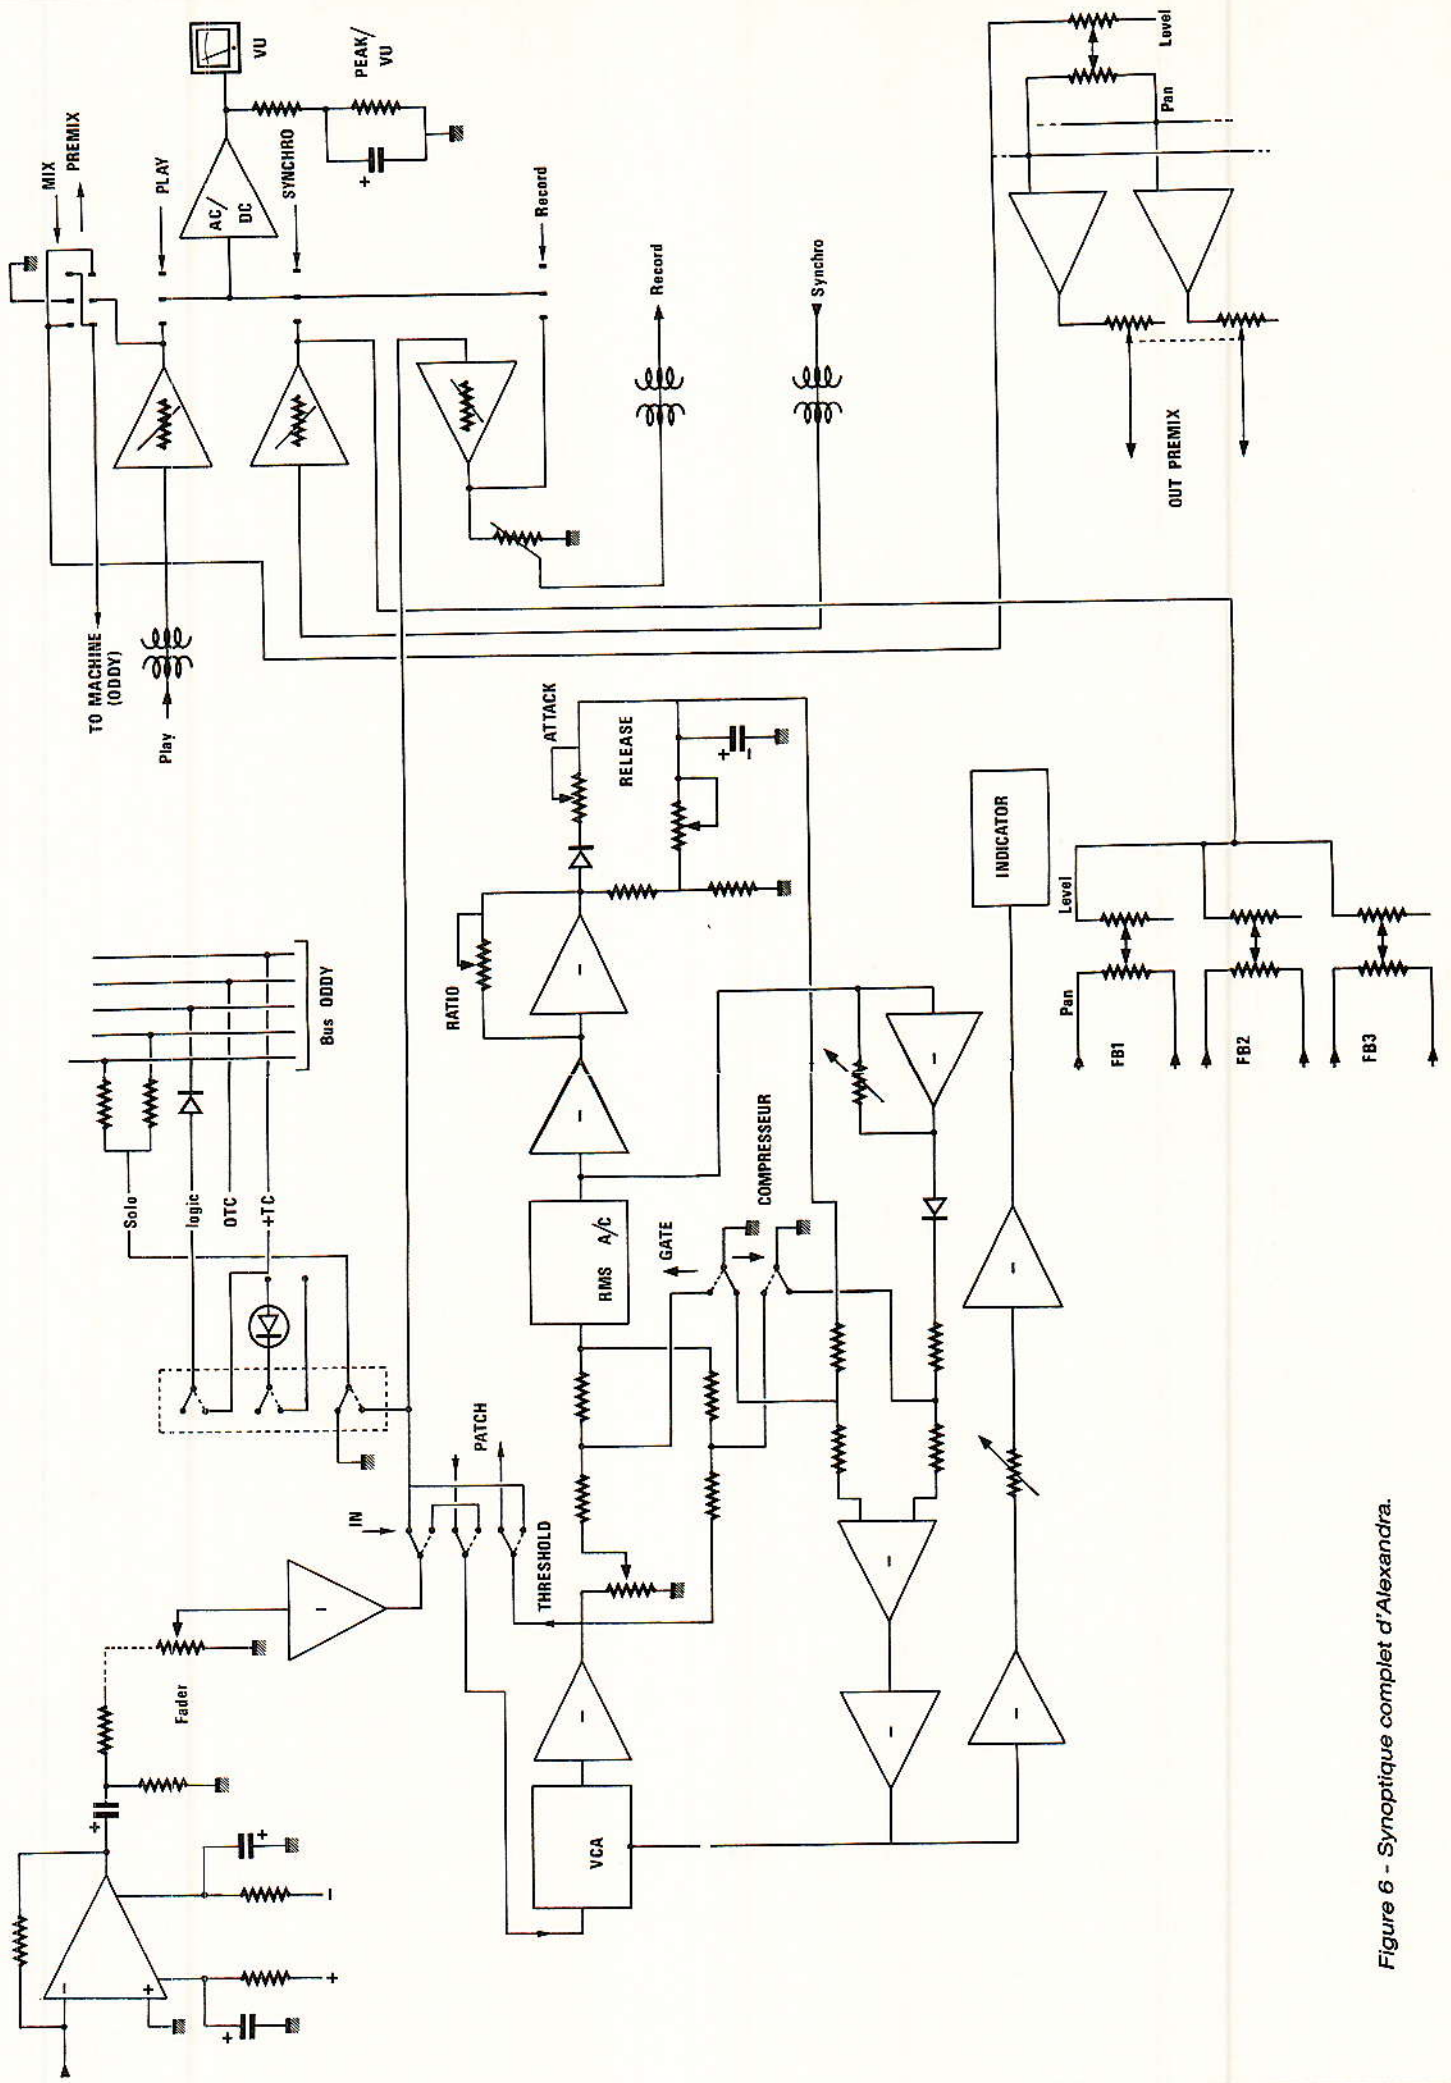 MIX
PREMIX
VU
PEAK/
VU
PLAY
AC/
DC
SYNCHRO
Record
Record
Synchro
Level
Pan
OUT PREMIX
TO MACHINE
(ODDY)
Play
ATTACK
RELEASE
RATIO
INDICATOR
Level
Pan
FB1
FB2
FB3
Bus ODDY
Solo
logic
OTC
+TC
RMS A/C
GATE
COMPRESSEUR
IN
PATCH
THRESHOLD
Fader
VCA
Figure 6 - Synoptique complet d'Alexandra.